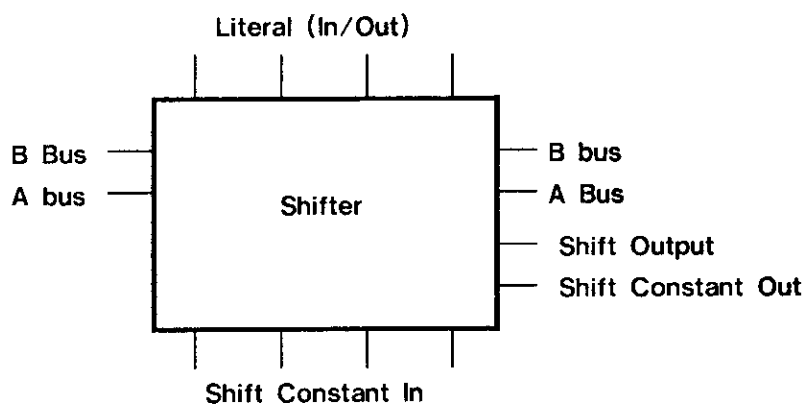 Literal (In/Out)
B Bus
A bus
Shifter
B bus
A Bus
Shift Output
Shift Constant Out
Shift Constant In